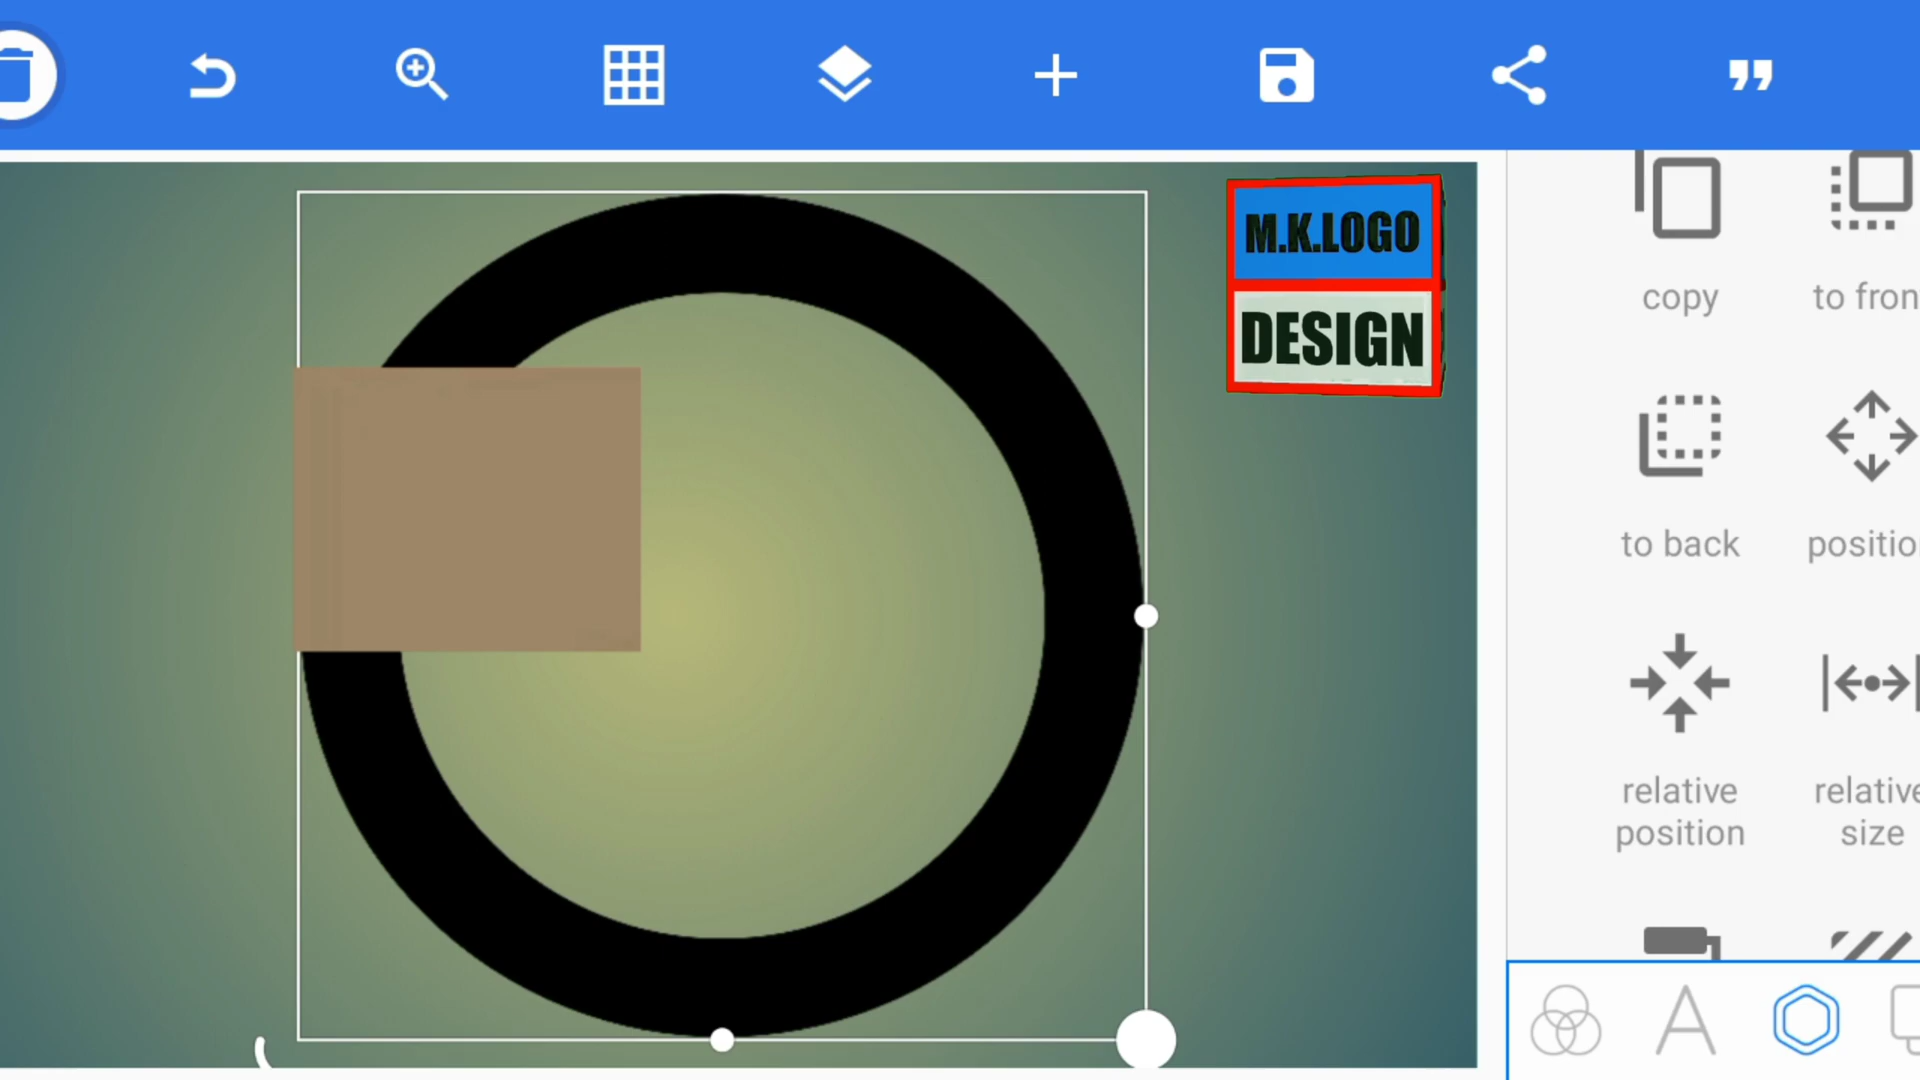 M.K.LOGO
DESIGN
copy
to fron
to back
positio
relative
position
relative
size